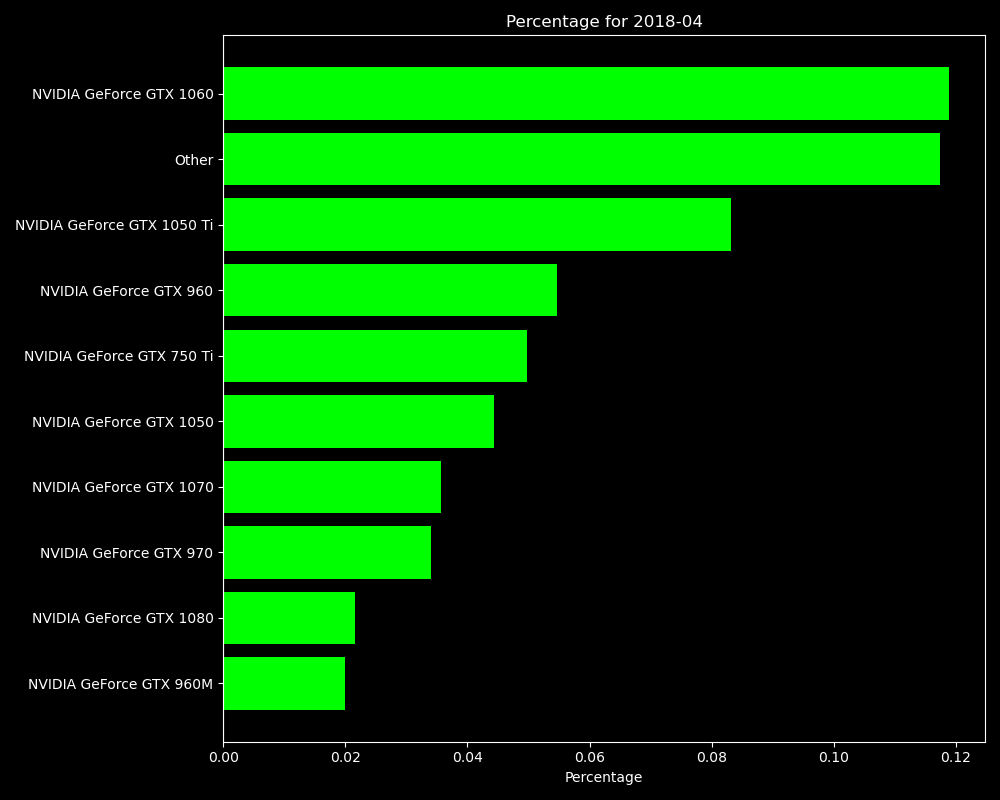 Percentage for 2018-04
NVIDIA GeForce GTX 1060
Other
NVIDIA GeForce GTX 1050 Ti
NVIDIA GeForce GTX 960
NVIDIA GeForce GTX 750 Ti
NVIDIA GeForce GTX 1050
NVIDIA GeForce GTX 1070
NVIDIA GeForce GTX 970
NVIDIA GeForce GTX 1080
NVIDIA GeForce GTX 960M
0.00 0.02 0.04 0.06 0.08 0.10 0.12
Percentage